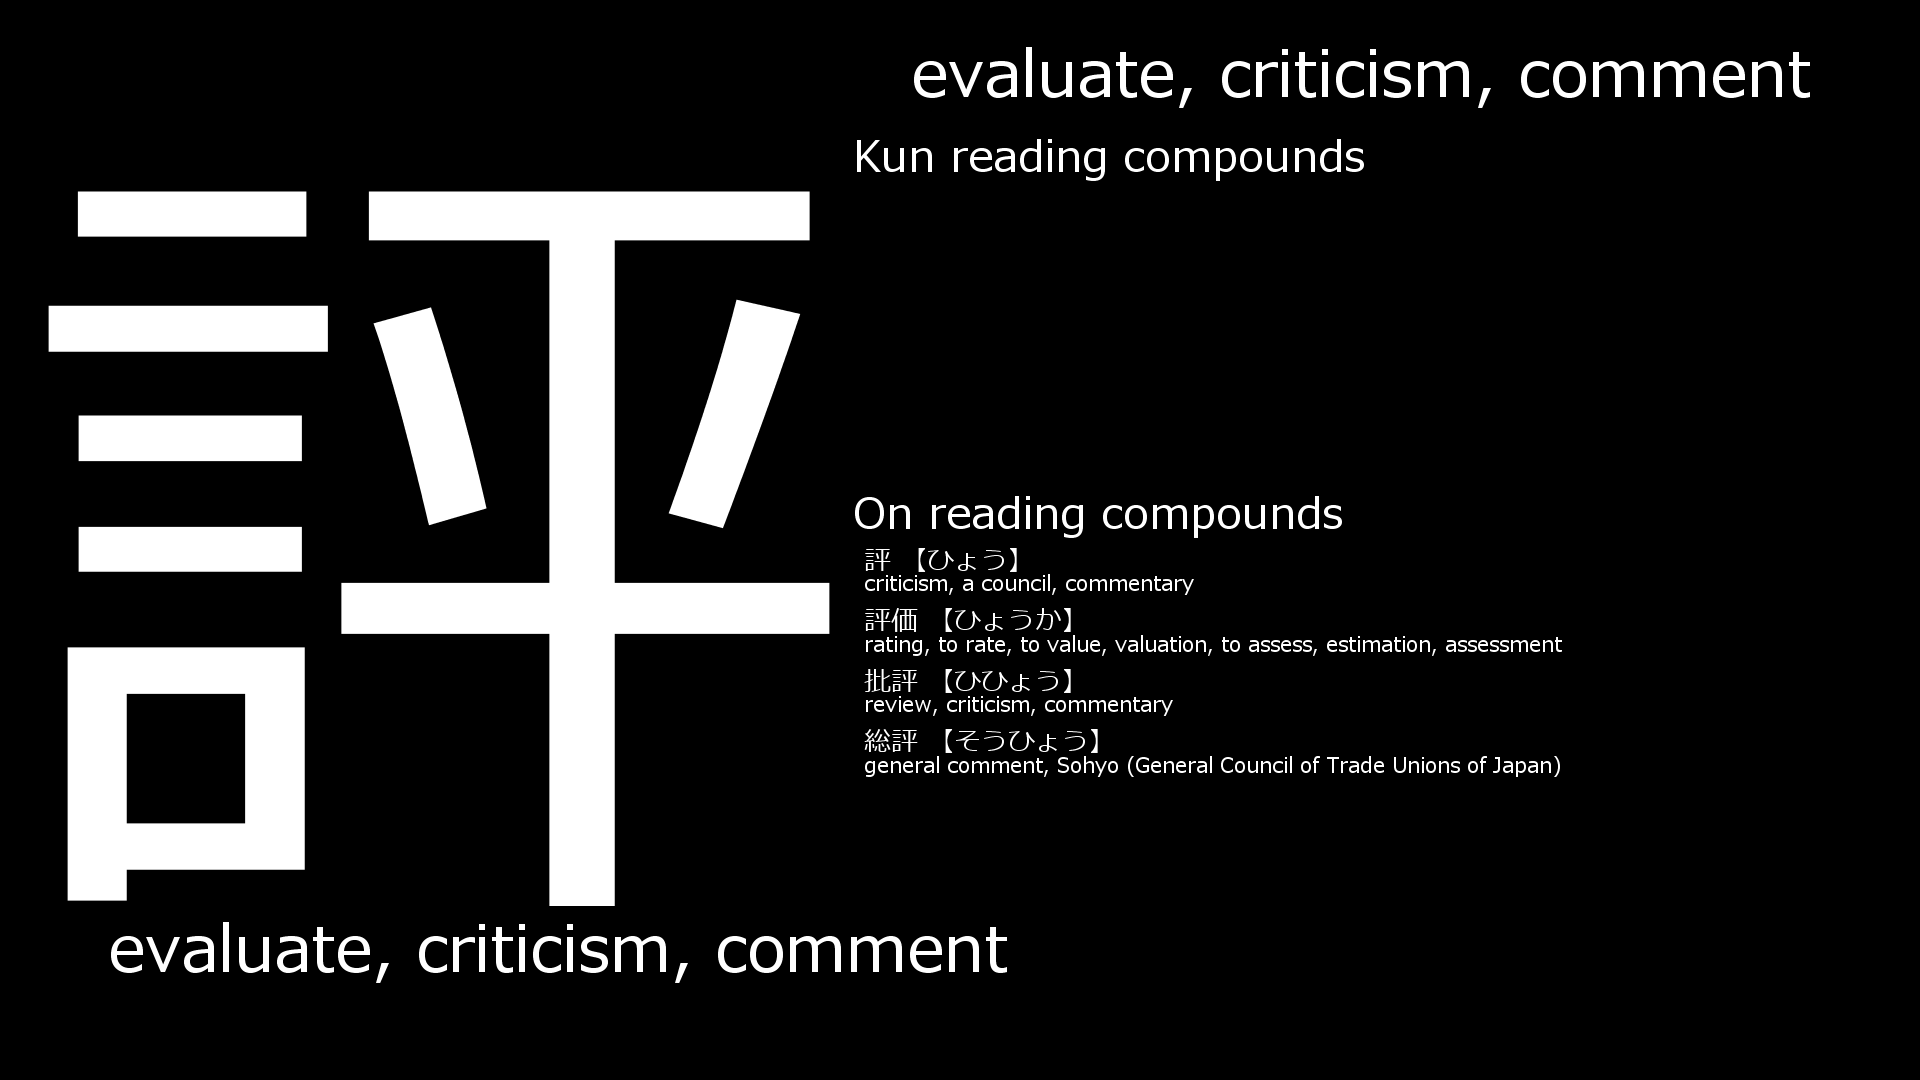 評
evaluate, criticism, comment
evaluate, criticism, comment
Kun reading compounds
On reading compounds
評 【ひょう】
criticism, a council, commentary
評価 【ひょうか】
rating, to rate, to value, valuation, to assess, estimation, assessment
批評 【ひひょう】
review, criticism, commentary
総評 【そうひょう】
general comment, Sohyo (General Council of Trade Unions of Japan)